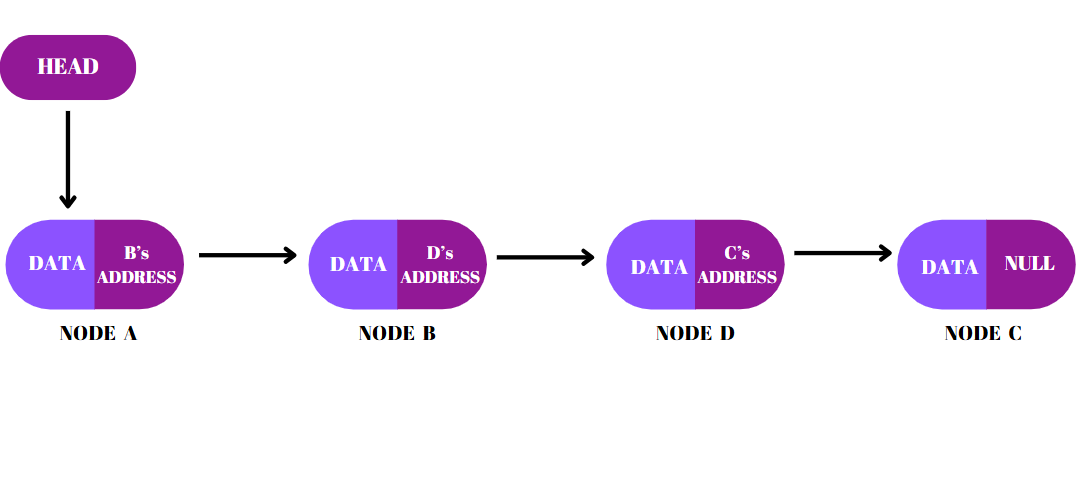 HEAD
DATA
B's
ADDRESS
DATA
D's
ADDRESS
DATA
C's
ADDRESS
DATA
NULL
NODE A
NODE B
NODE D
NODE C